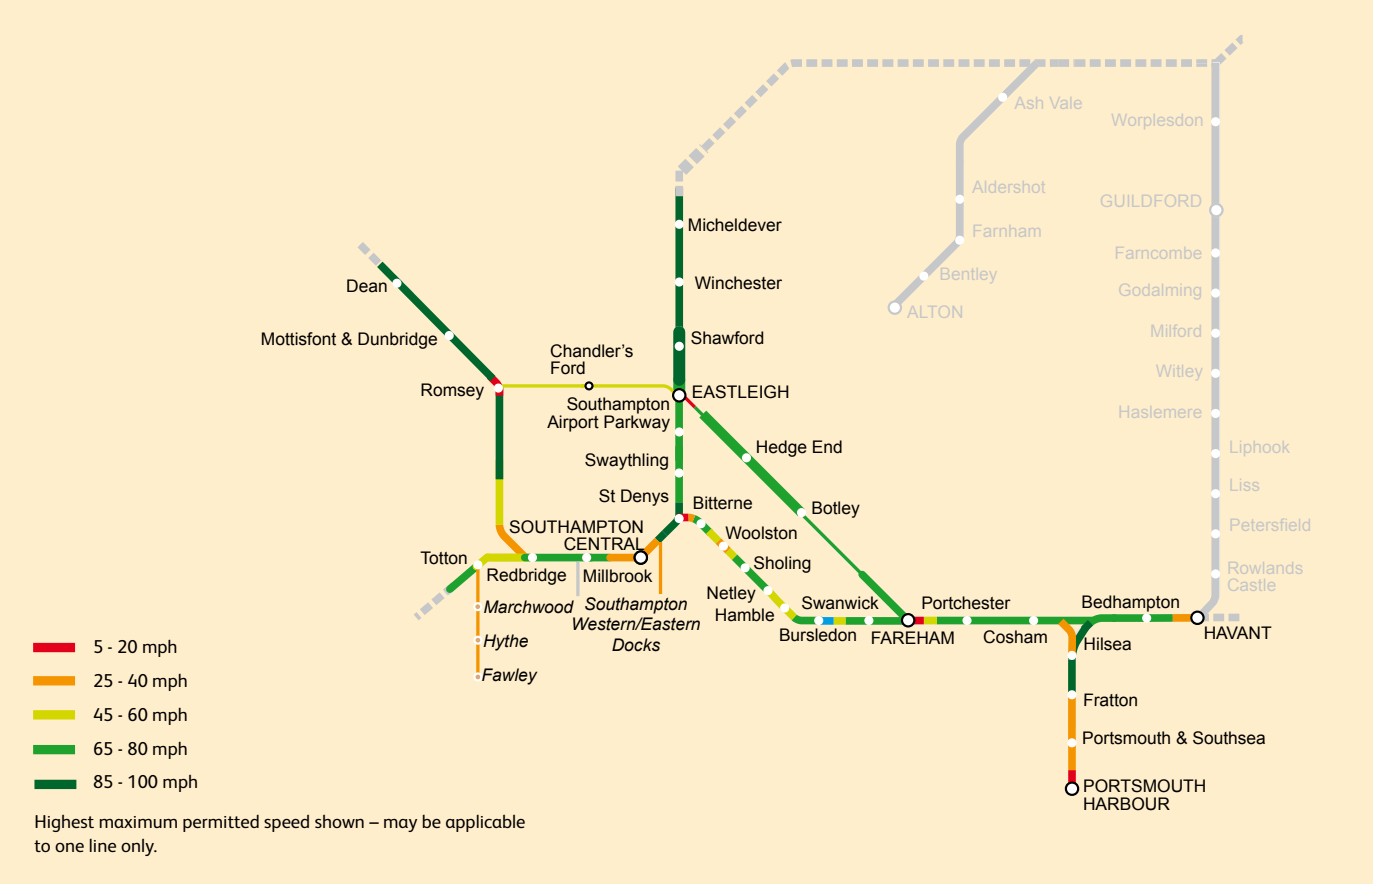 Ash Vale
Worplesdon
Aldershot
GUILDFORD
Micheldever
Farnham
Farncombe
Bentley
Winchester
Dean
Godalming
ALTON
Milford
Mottisfont & Dunbridge
Shawford
Chandler's
Ford
Witley
Romsey
EASTLEIGH
Southampton
Airport Parkway
Haslemere
Hedge End
Liphook
Swaythling
Liss
St Denys
Bitterne
Botley
SOUTHAMPTON
CENTRAL
Woolston
Petersfield
Totton
Redbridge
Millbrook
Sholing
Rowlands
Castle
Netley
Hamble
Marchwood
Southampton
Western/Eastern
Docks
Swanwick
Portchester
Bedhampton
Bursledon
FAREHAM
Cosham
HAVANT
Hythe
Hilsea
Fawley
Fratton
Portsmouth & Southsea
PORTSMOUTH
HARBOUR
5 - 20 mph
25 - 40 mph
45 - 60 mph
65 - 80 mph
85 - 100 mph
Highest maximum permitted speed shown – may be applicable
to one line only.